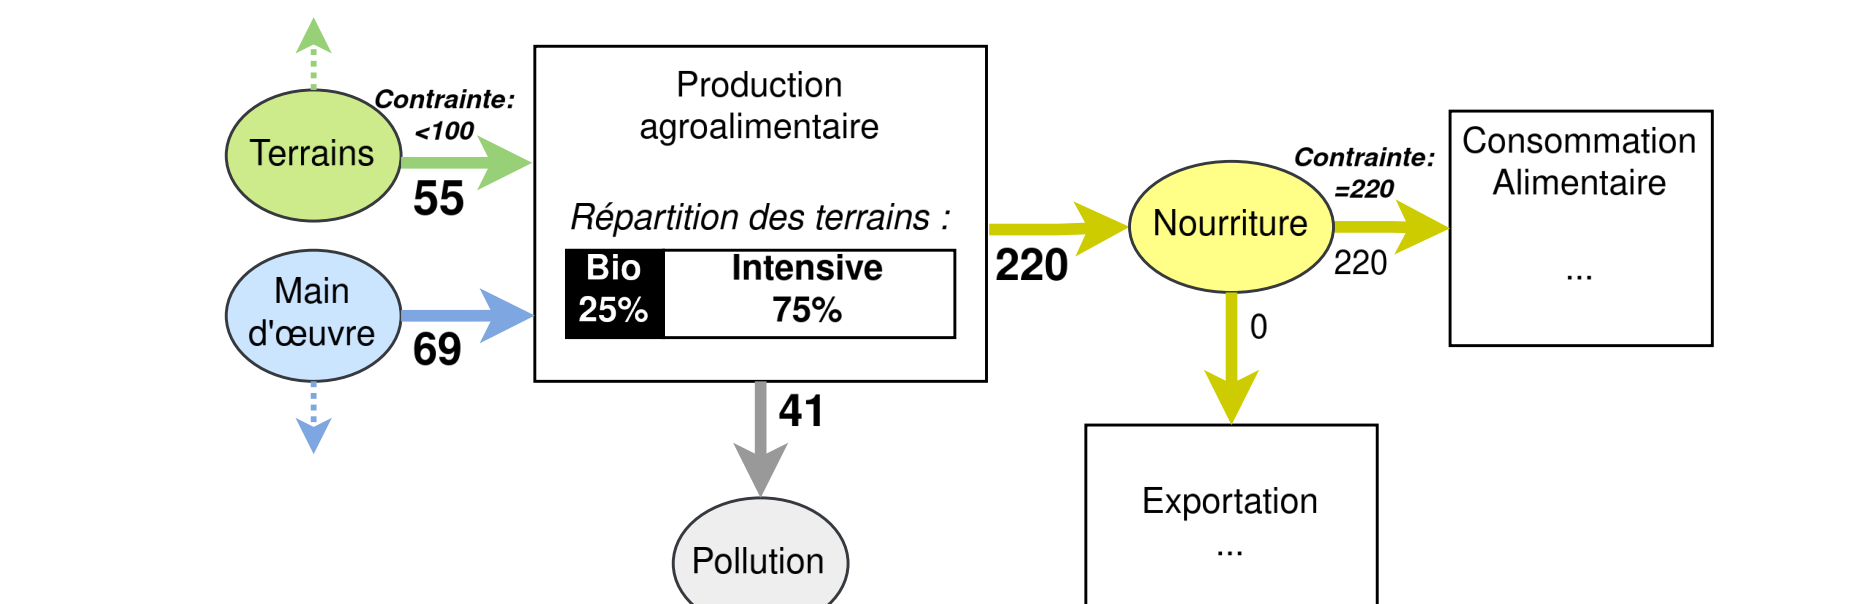 Contrainte:
<100
Terrains
55
Main
d'œuvre
69
Production
agroalimentaire
Répartition des terrains :
Bio
25%
Intensive
75%
41
Pollution
220
Nourriture
Contrainte:
=220
220
0
Consommation
Alimentaire
...
Exportation
...